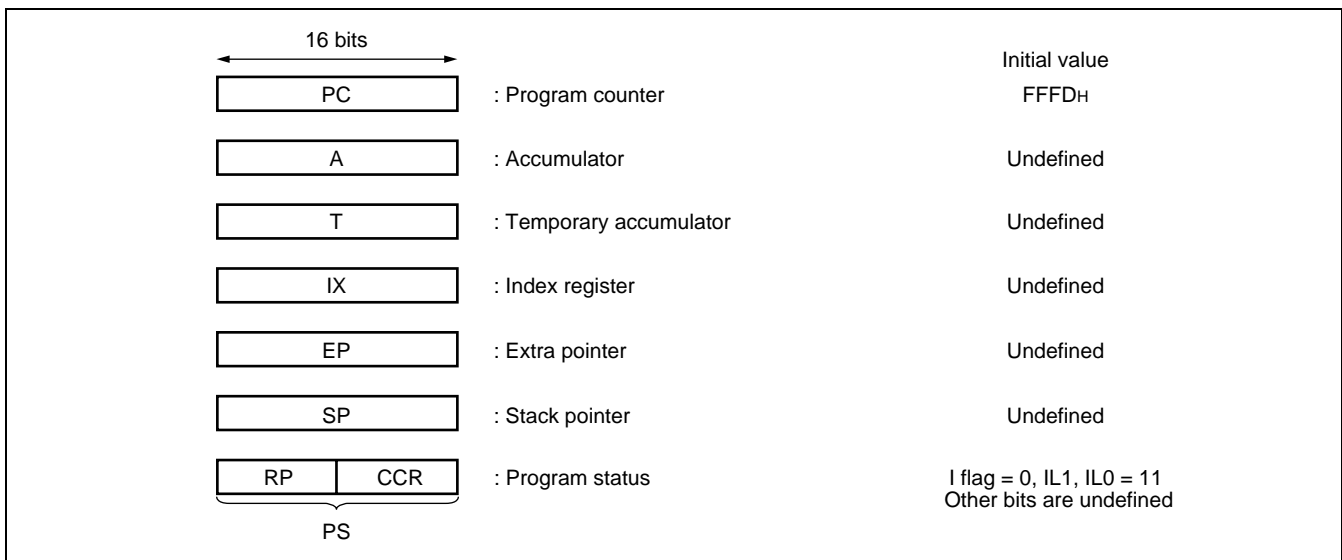 16 bits
Initial value
PC : Program counter FFFDH
A : Accumulator Undefined
T : Temporary accumulator Undefined
IX : Index register Undefined
EP : Extra pointer Undefined
SP : Stack pointer Undefined
RP CCR : Program status I flag = 0, IL1, IL0 = 11
Other bits are undefined
PS